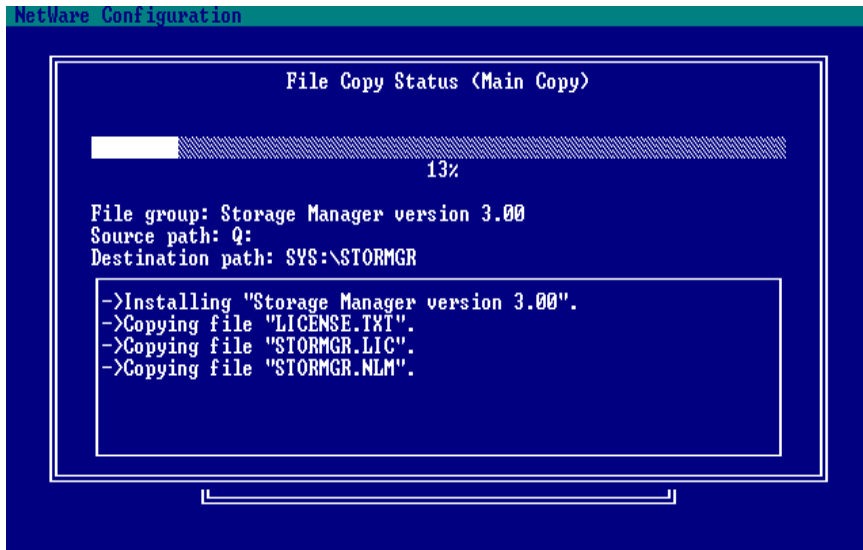 NetWare Configuration
File Copy Status (Main Copy)
13%
File group: Storage Manager version 3.00
Source path: Q:
Destination path: SYS:\STORMGR
->Installing "Storage Manager version 3.00".
->Copying file "LICENSE.TXT".
->Copying file "STORMGR.LIC".
->Copying file "STORMGR.NLM".